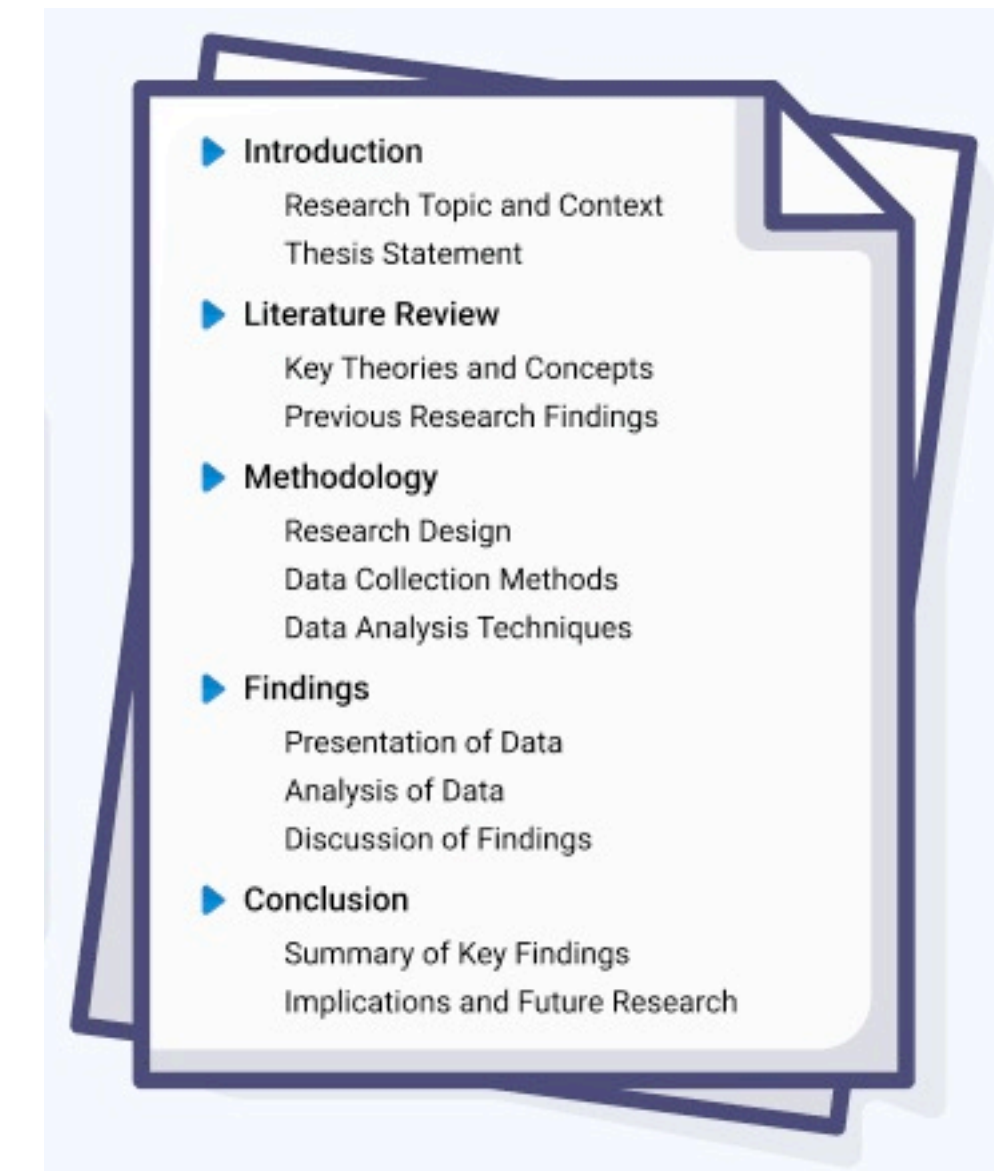 Introduction
Research Topic and Context
Thesis Statement
Literature Review
Key Theories and Concepts
Previous Research Findings
Methodology
Research Design
Data Collection Methods
Data Analysis Techniques
Findings
Presentation of Data
Analysis of Data
Discussion of Findings
Conclusion
Summary of Key Findings
Implications and Future Research